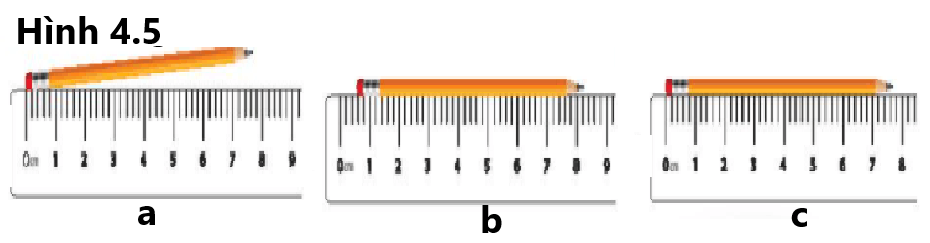 Hình 4.5
0cm 1 2 3 4 5 6 7 8 9
0cm 1 2 3 4 5 6 7 8 9
0cm 1 2 3 4 5 6 7 8
a
b
c